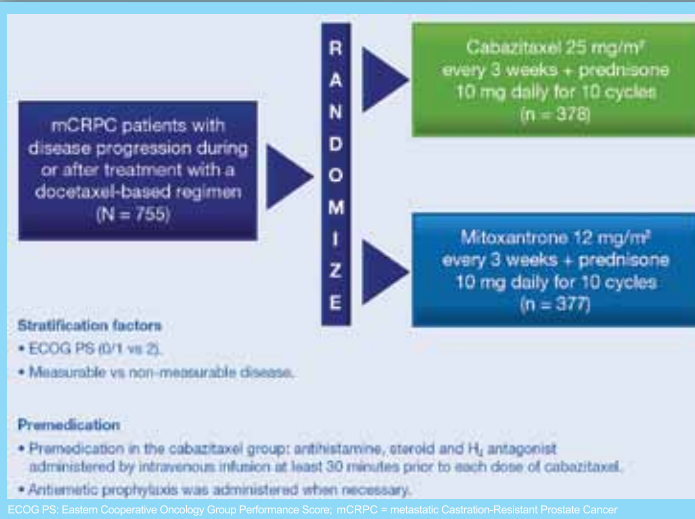 mCRPC patients with
disease progression during
or after treatment with a
docetaxel-based regimen
(N = 755)
R
A
N
D
O
M
I
Z
E
Cabazitaxel 25 mg/m²
every 3 weeks + prednisone
10 mg daily for 10 cycles
(n = 378)
Mitoxantrone 12 mg/m²
every 3 weeks + prednisone
10 mg daily for 10 cycles
(n = 377)
Stratification factors
• ECOG PS (0/1 vs 2).
• Measurable vs non-measurable disease.
Premedication
• Premedication in the cabazitaxel group: antihistamine, steroid and H₂ antagonist
administered by intravenous infusion at least 30 minutes prior to each dose of cabazitaxel.
• Antiemetic prophylaxis was administered when necessary.
ECOG PS: Eastern Cooperative Oncology Group Performance Score; mCRPC = metastatic Castration-Resistant Prostate Cancer